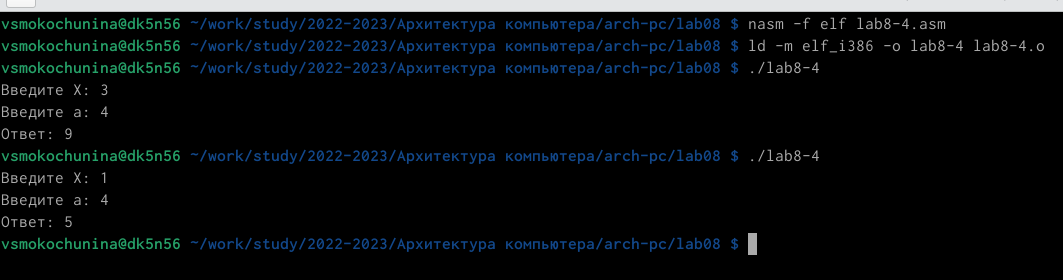 vsmokochunina@dk5n56 ~/work/study/2022-2023/Архитектура компьютера/arch-pc/lab08 $ nasm -f elf lab8-4.asm
vsmokochunina@dk5n56 ~/work/study/2022-2023/Архитектура компьютера/arch-pc/lab08 $ ld -m elf_i386 -o lab8-4 lab8-4.o
vsmokochunina@dk5n56 ~/work/study/2022-2023/Архитектура компьютера/arch-pc/lab08 $ ./lab8-4
Введите X: 3
Введите a: 4
Ответ: 9
vsmokochunina@dk5n56 ~/work/study/2022-2023/Архитектура компьютера/arch-pc/lab08 $ ./lab8-4
Введите X: 1
Введите a: 4
Ответ: 5
vsmokochunina@dk5n56 ~/work/study/2022-2023/Архитектура компьютера/arch-pc/lab08 $